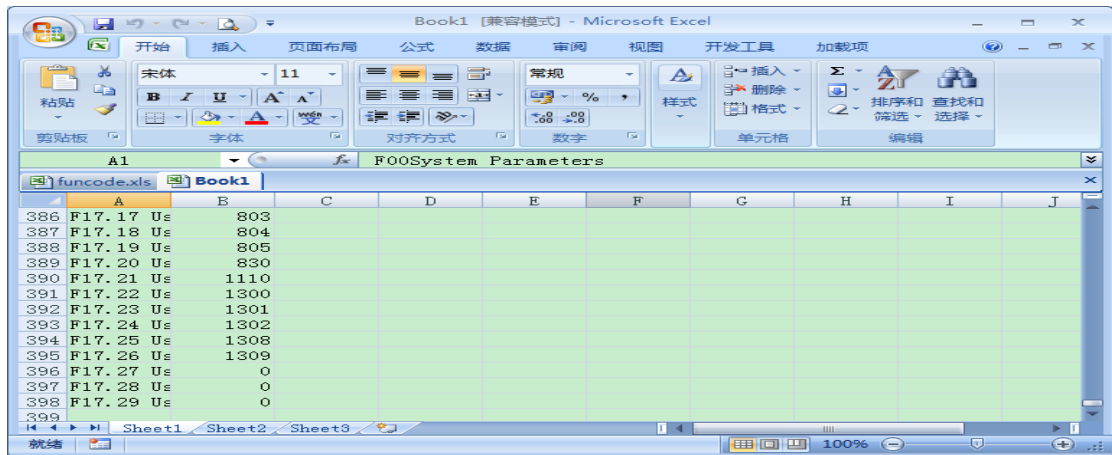 Book1 [兼容模式] - Microsoft Excel
开始 插入 页面布局 公式 数据 审阅 视图 开发工具 加载项
粘贴
宋体 11
B I U A A
A wén 文
常规
% ,
样式
插入
删除
格式
Σ
排序和筛选
查找和选择
剪贴板 字体 对齐方式 数字 单元格 编辑
A1 fx F00System Parameters
funcode.xls Book1
A B C D E F G H I J
386 F17.17 Us 803
387 F17.18 Us 804
388 F17.19 Us 805
389 F17.20 Us 830
390 F17.21 Us 1110
391 F17.22 Us 1300
392 F17.23 Us 1301
393 F17.24 Us 1302
394 F17.25 Us 1308
395 F17.26 Us 1309
396 F17.27 Us 0
397 F17.28 Us 0
398 F17.29 Us 0
399
Sheet1 Sheet2 Sheet3
就绪 100%